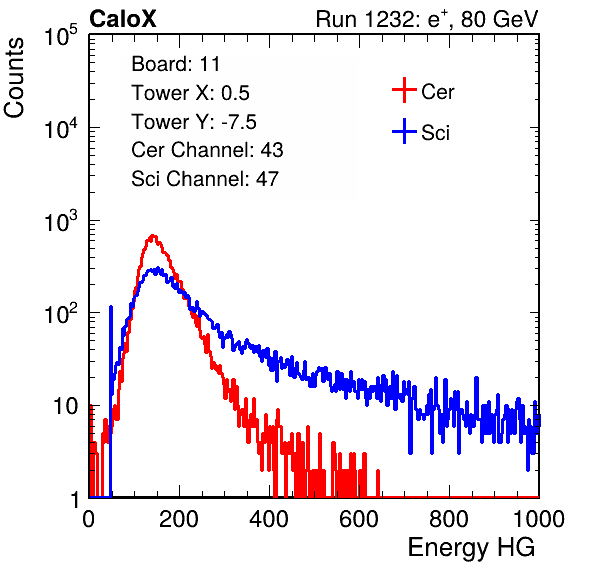 CaloX Run 1232: e⁺, 80 GeV
Counts
Board: 11
Tower X: 0.5
Tower Y: -7.5
Cer Channel: 43
Sci Channel: 47
Cer
Sci
10⁵
10⁴
10³
10²
10
1
0 200 400 600 800 1000
Energy HG